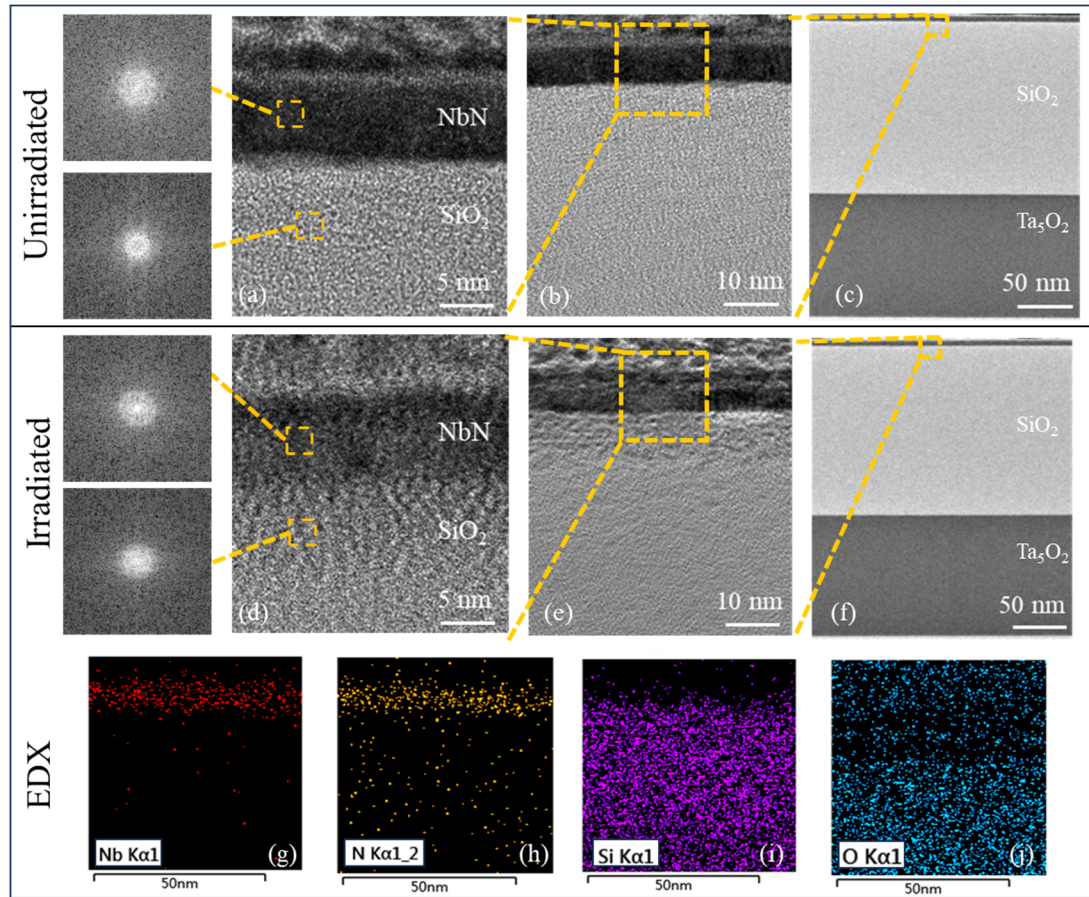 Unirradiated
NbN
SiO₂
(a)
5 nm
(b)
10 nm
SiO₂
Ta₅O₂
(c)
50 nm
Irradiated
NbN
SiO₂
(d)
5 nm
(e)
10 nm
SiO₂
Ta₅O₂
(f)
50 nm
EDX
Nb Kα1
(g)
50nm
N Kα1_2
(h)
50nm
Si Kα1
(i)
50nm
O Kα1
(j)
50nm